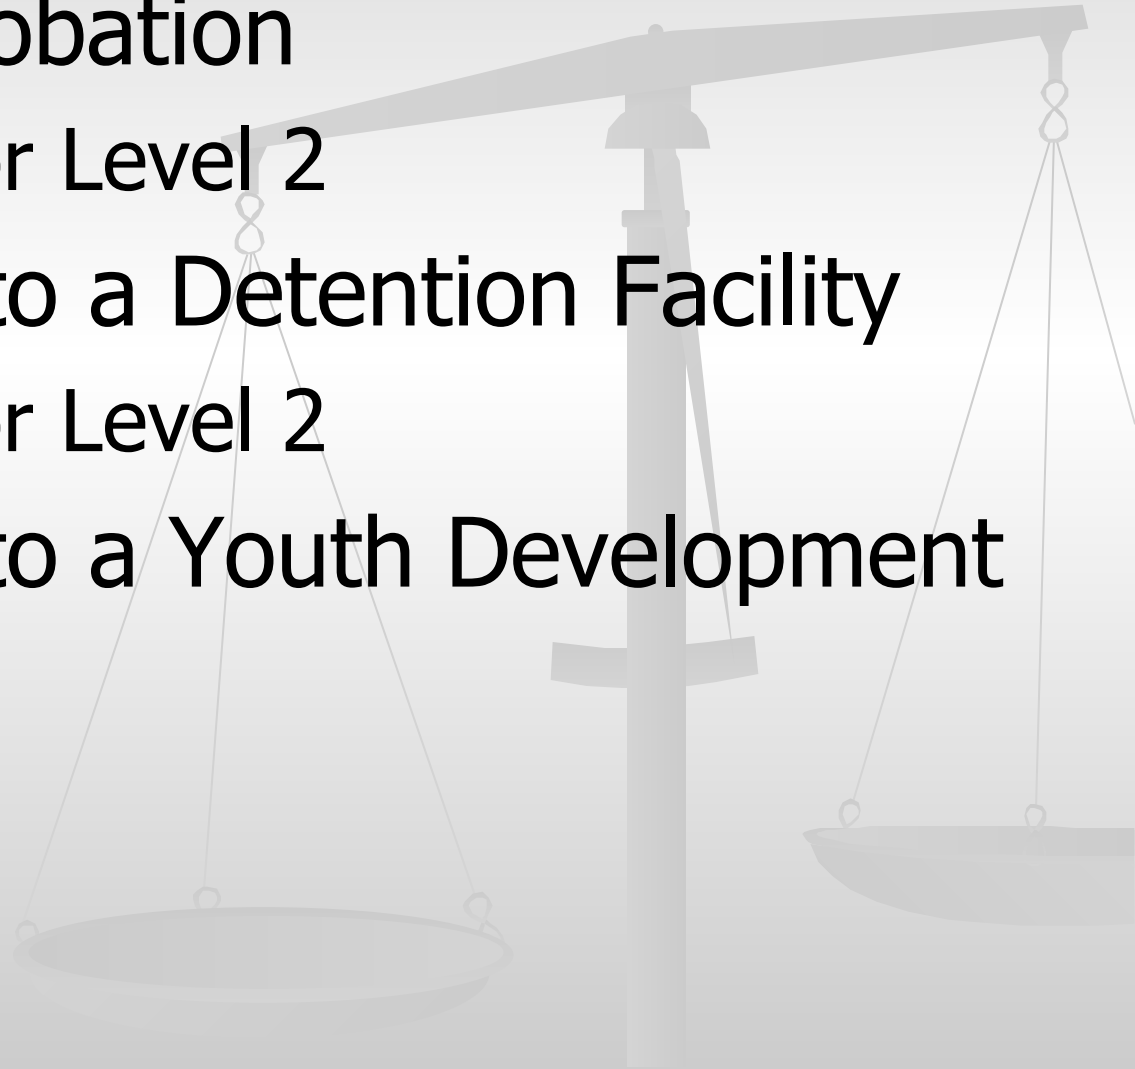 obation
r Level 2
to a Detention Facility
r Level 2
to a Youth Development